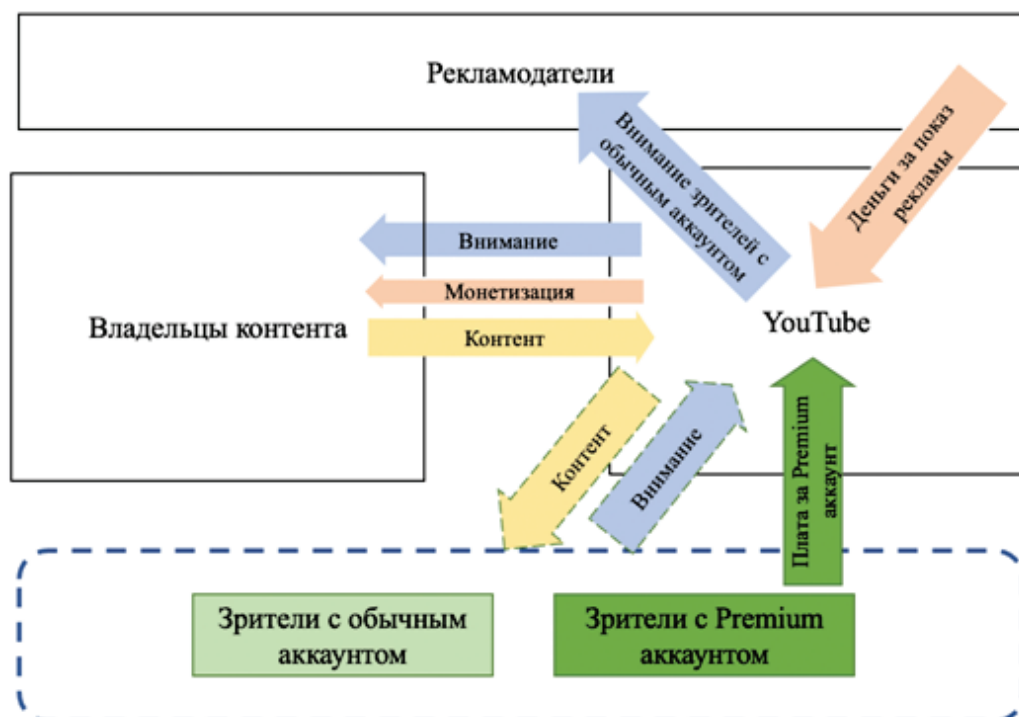 Рекламодатели
Внимание зрителей с
обычным аккаунтом
Деньги за показ
рекламы
Внимание
Монетизация
Владельцы контента
Контент
YouTube
Контент
Внимание
Плата за Premium
аккаунт
Зрители с обычным
аккаунтом
Зрители с Premium
аккаунтом